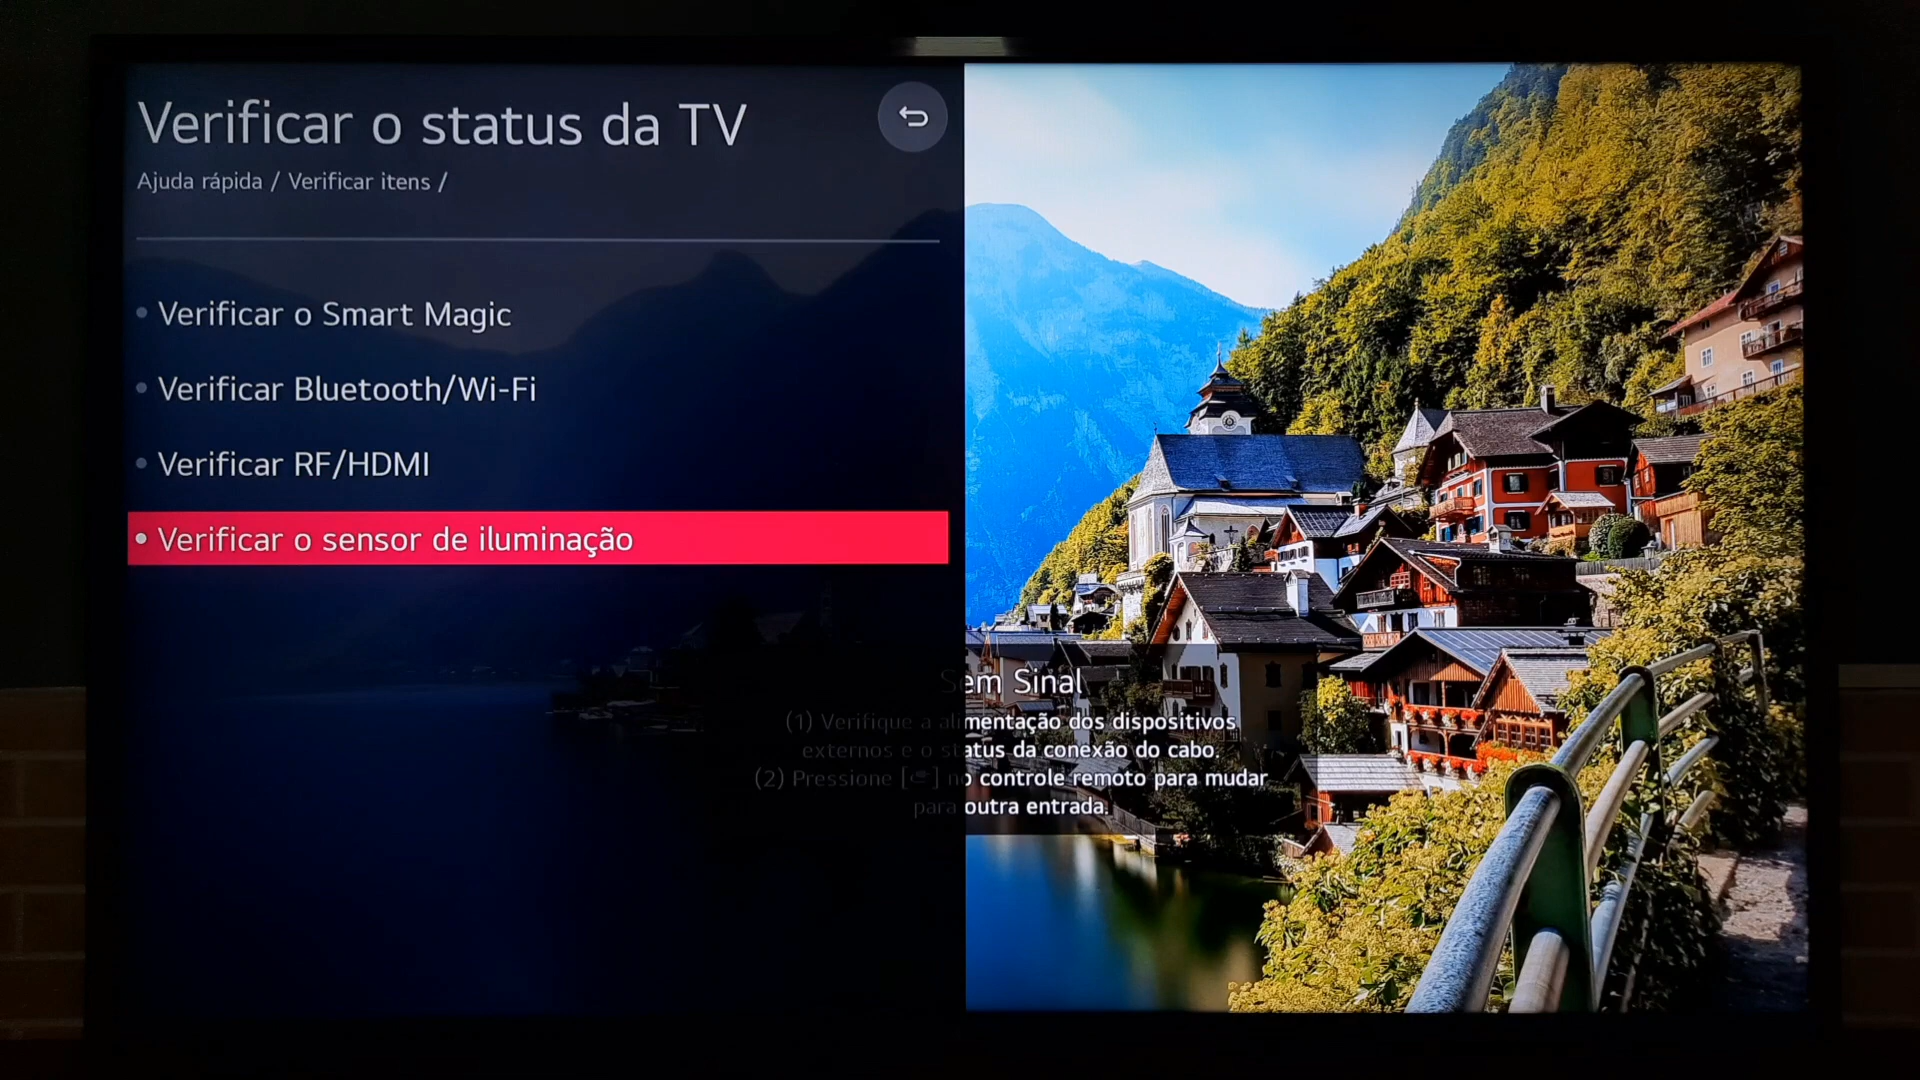 Verificar o status da TV
Ajuda rápida / Verificar itens /
Verificar o Smart Magic
Verificar Bluetooth/Wi-Fi
Verificar RF/HDMI
Verificar o sensor de iluminação
Sem Sinal
(1) Verifique a alimentação dos dispositivos
externos e o status da conexão do cabo.
(2) Pressione [ ] no controle remoto para mudar
para outra entrada.